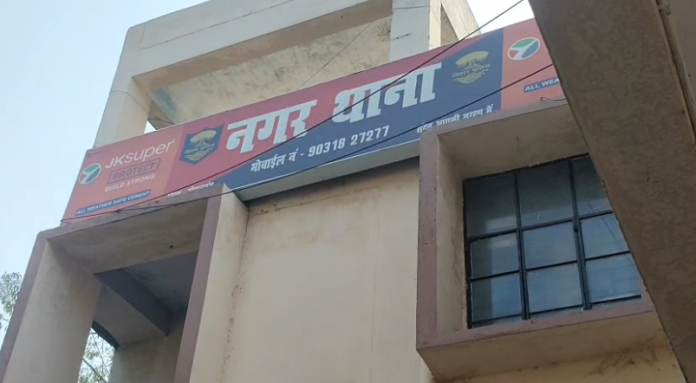 JKsuper
PROTECT
BUILD STRONG
ALL WEATHER SAFE CEMENT
नगर थाना
मोबाईल नं - 90318 27277
बिहार पुलिस
ALL WEA